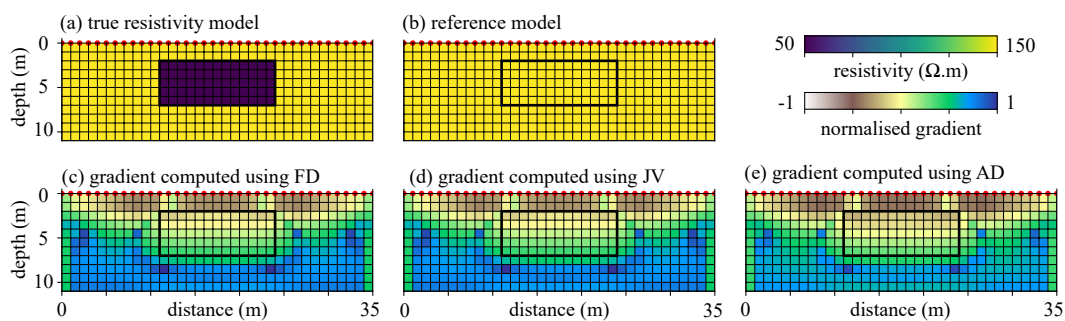 (a) true resistivity model
(b) reference model
0
5
10
depth (m)
50
150
resistivity (Ω.m)
-1
1
normalised gradient
(c) gradient computed using FD
(d) gradient computed using JV
(e) gradient computed using AD
0
5
10
depth (m)
0
distance (m)
35
0
distance (m)
35
0
distance (m)
35